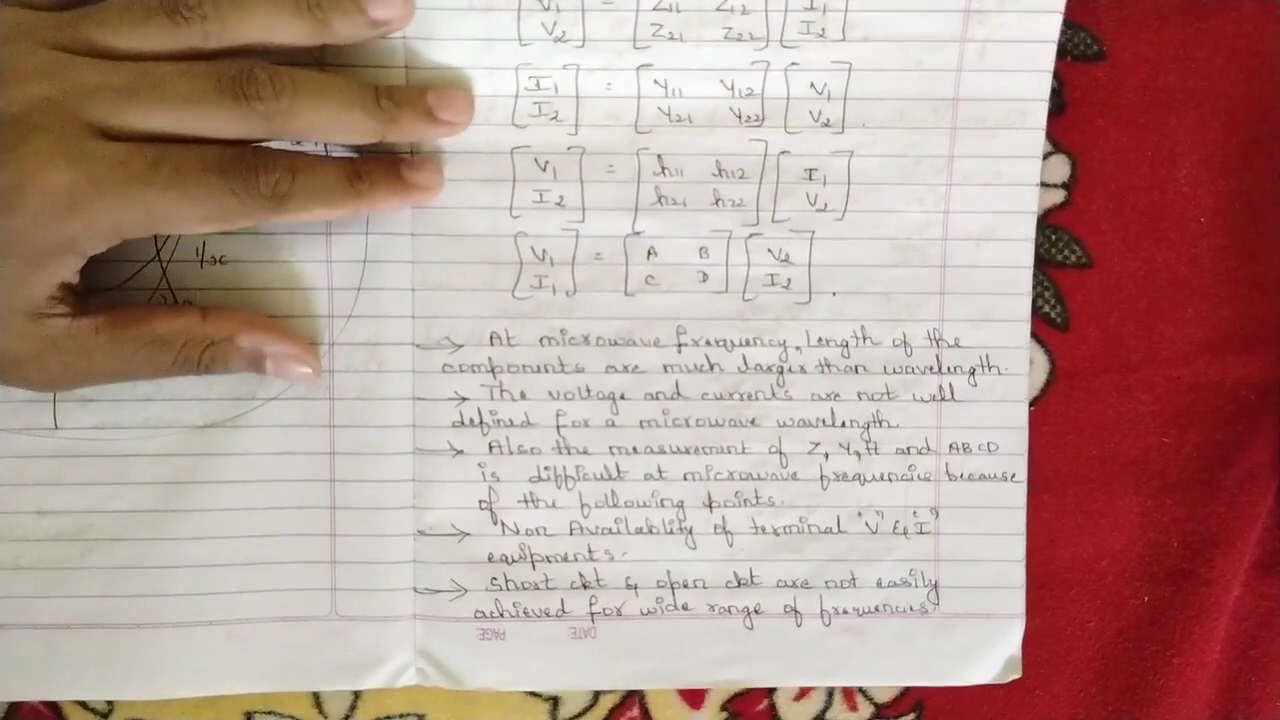 [V1 V2] = [Z11 Z12 Z21 Z22] [I1 I2]
[I1 I2] = [Y11 Y12 Y21 Y22] [V1 V2].
[V1 I2] = [h11 h12 h21 h22] [I1 V2]
[V1 I1] = [A B C D] [V2 I2].
1/sc
→ At microwave frequency, length of the
components are much larger than wavelength.
→ The voltage and currents are not well
defined for a microwave wavelength.
→ Also the measurement of Z, Y, H and ABCD
is difficult at microwave frequencies because
of the following points.
→ Non Availablity of terminal "V" & "I"
equipments.
→ Short ckt & open ckt are not easily
achieved for wide range of frequencies
PAGE DATE